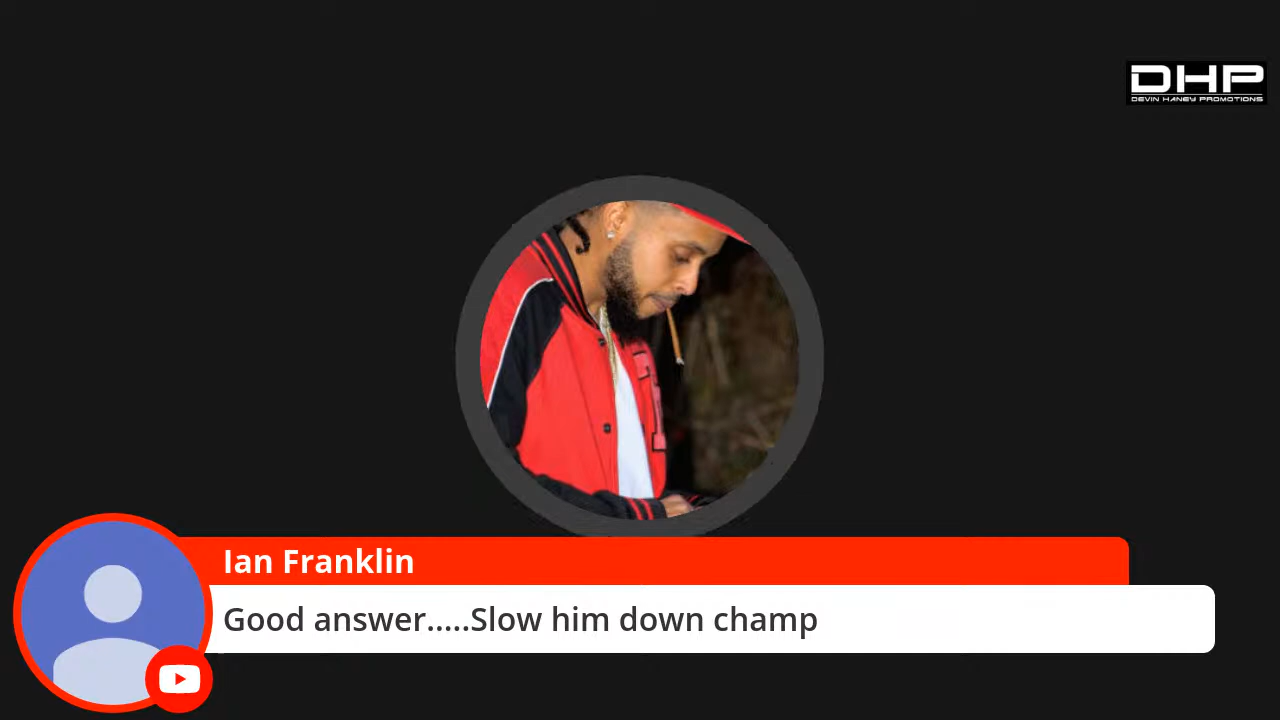 DHP
DEVIN HANEY PROMOTIONS
Ian Franklin
Good answer.....Slow him down champ